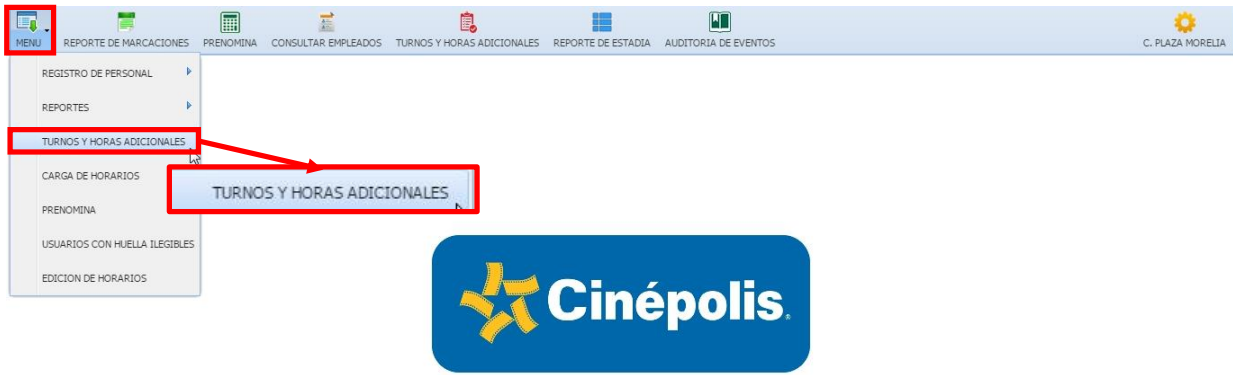 MENU
REPORTE DE MARCACIONES
PRENOMINA
CONSULTAR EMPLEADOS
TURNOS Y HORAS ADICIONALES
REPORTE DE ESTADIA
AUDITORIA DE EVENTOS
C. PLAZA MORELIA
REGISTRO DE PERSONAL
REPORTES
TURNOS Y HORAS ADICIONALES
CARGA DE HORARIOS
TURNOS Y HORAS ADICIONALES
PRENOMINA
USUARIOS CON HUELLA ILEGIBLES
EDICION DE HORARIOS
Cinépolis.